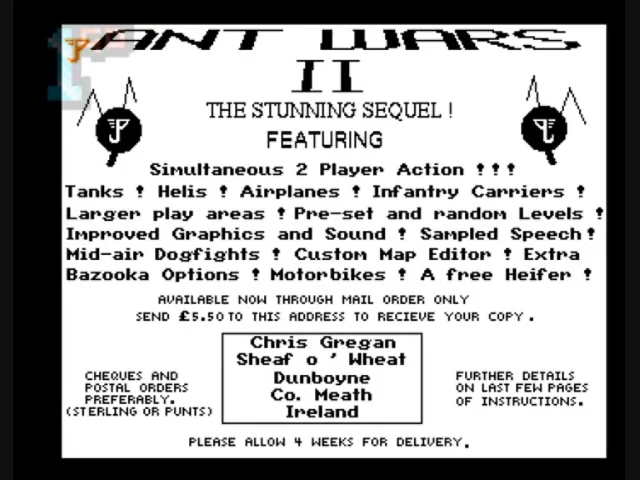 ANT WARS
II
THE STUNNING SEQUEL !
FEATURING
Simultaneous 2 Player Action ! ! !
Tanks ! Helis ! Airplanes ! Infantry Carriers !
Larger play areas ! Pre-set and random Levels !
Improved Graphics and Sound ! Sampled Speech !
Mid-air Dogfights ! Custom Map Editor ! Extra
Bazooka Options ! Motorbikes ! A free Heifer !
AVAILABLE NOW THROUGH MAIL ORDER ONLY
SEND £5.50 TO THIS ADDRESS TO RECIEVE YOUR COPY .
Chris Gregan
Sheaf o ' Wheat
Dunboyne
Co. Meath
Ireland
CHEQUES AND
POSTAL ORDERS
PREFERABLY.
(STERLING OR PUNTS)
FURTHER DETAILS
ON LAST FEW PAGES
OF INSTRUCTIONS.
PLEASE ALLOW 4 WEEKS FOR DELIVERY.